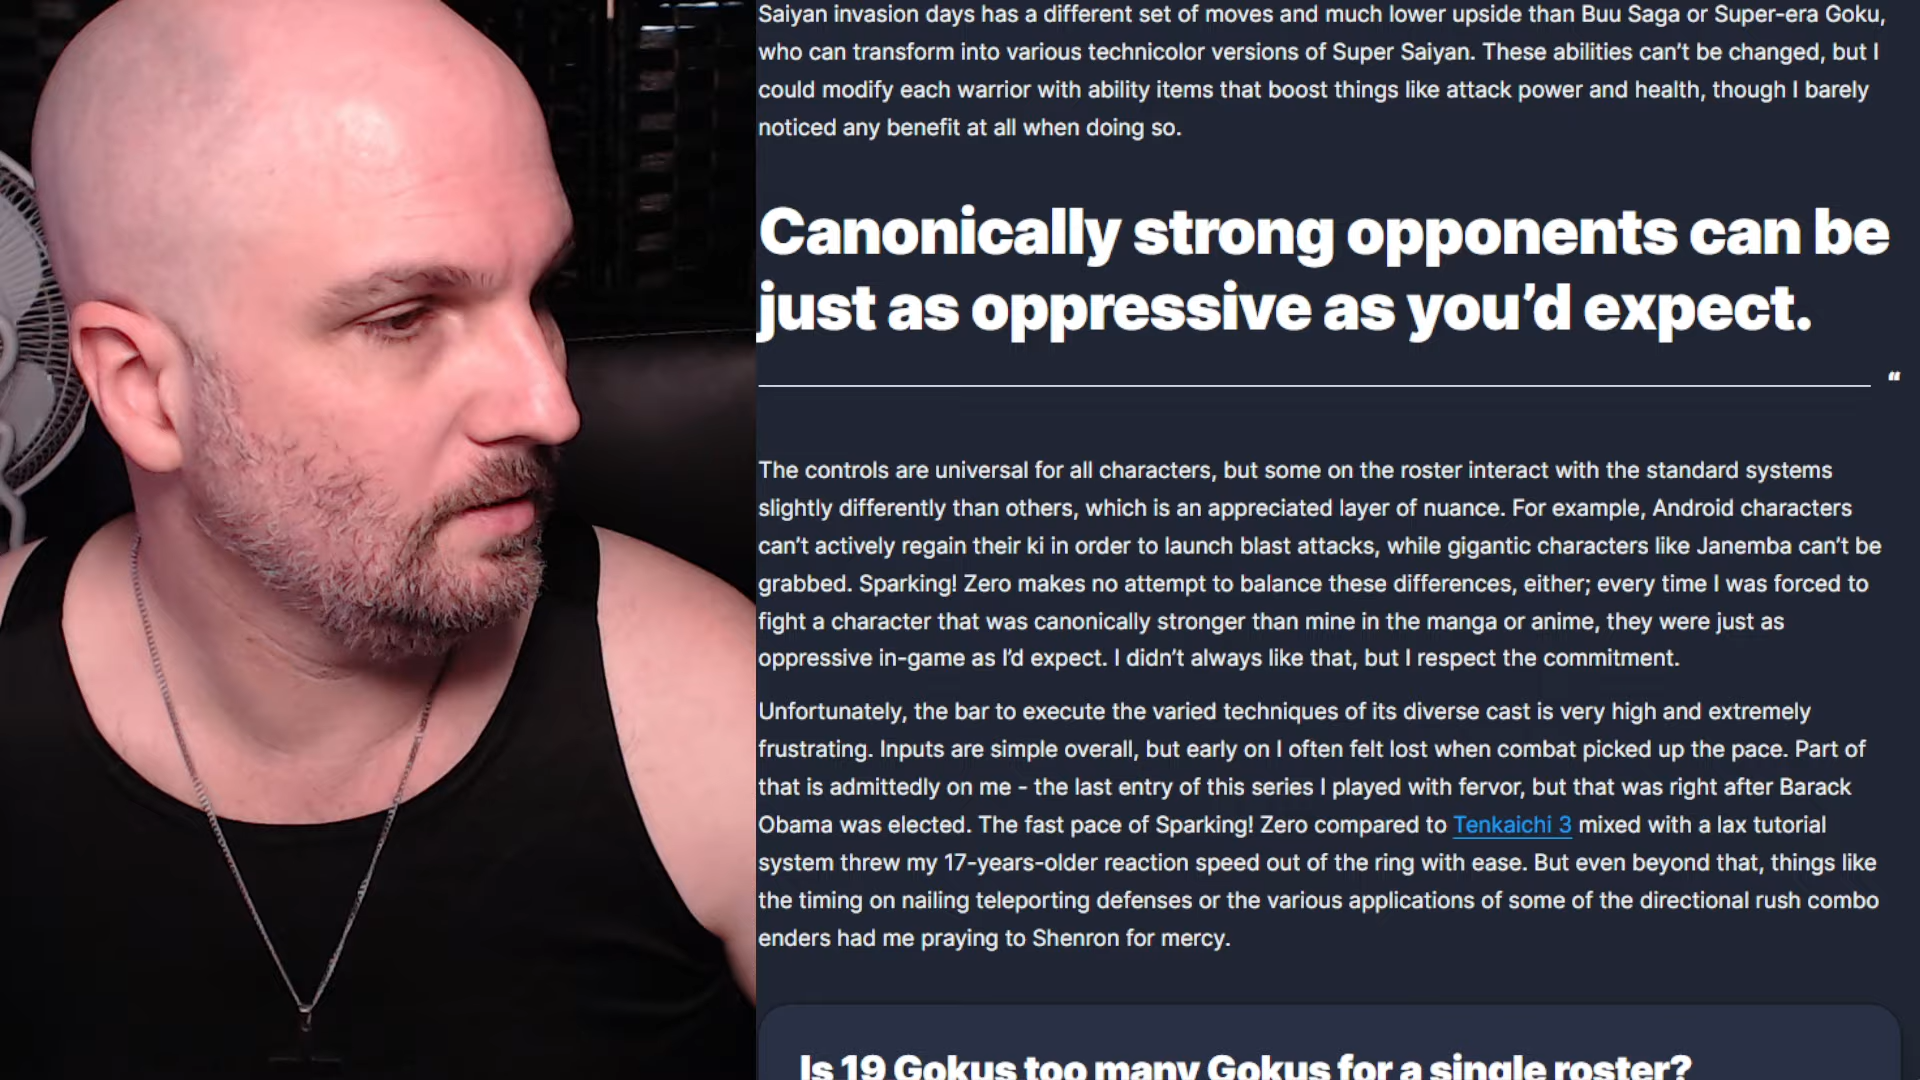 Saiyan invasion days has a different set of moves and much lower upside than Buu Saga or Super-era Goku,
who can transform into various technicolor versions of Super Saiyan. These abilities can’t be changed, but I
could modify each warrior with ability items that boost things like attack power and health, though I barely
noticed any benefit at all when doing so.
Canonically strong opponents can be
just as oppressive as you’d expect.
“
The controls are universal for all characters, but some on the roster interact with the standard systems
slightly differently than others, which is an appreciated layer of nuance. For example, Android characters
can’t actively regain their ki in order to launch blast attacks, while gigantic characters like Janemba can’t be
grabbed. Sparking! Zero makes no attempt to balance these differences, either; every time I was forced to
fight a character that was canonically stronger than mine in the manga or anime, they were just as
oppressive in-game as I’d expect. I didn’t always like that, but I respect the commitment.
Unfortunately, the bar to execute the varied techniques of its diverse cast is very high and extremely
frustrating. Inputs are simple overall, but early on I often felt lost when combat picked up the pace. Part of
that is admittedly on me - the last entry of this series I played with fervor, but that was right after Barack
Obama was elected. The fast pace of Sparking! Zero compared to Tenkaichi 3 mixed with a lax tutorial
system threw my 17-years-older reaction speed out of the ring with ease. But even beyond that, things like
the timing on nailing teleporting defenses or the various applications of some of the directional rush combo
enders had me praying to Shenron for mercy.
Is 19 Gokus too many Gokus for a single roster?